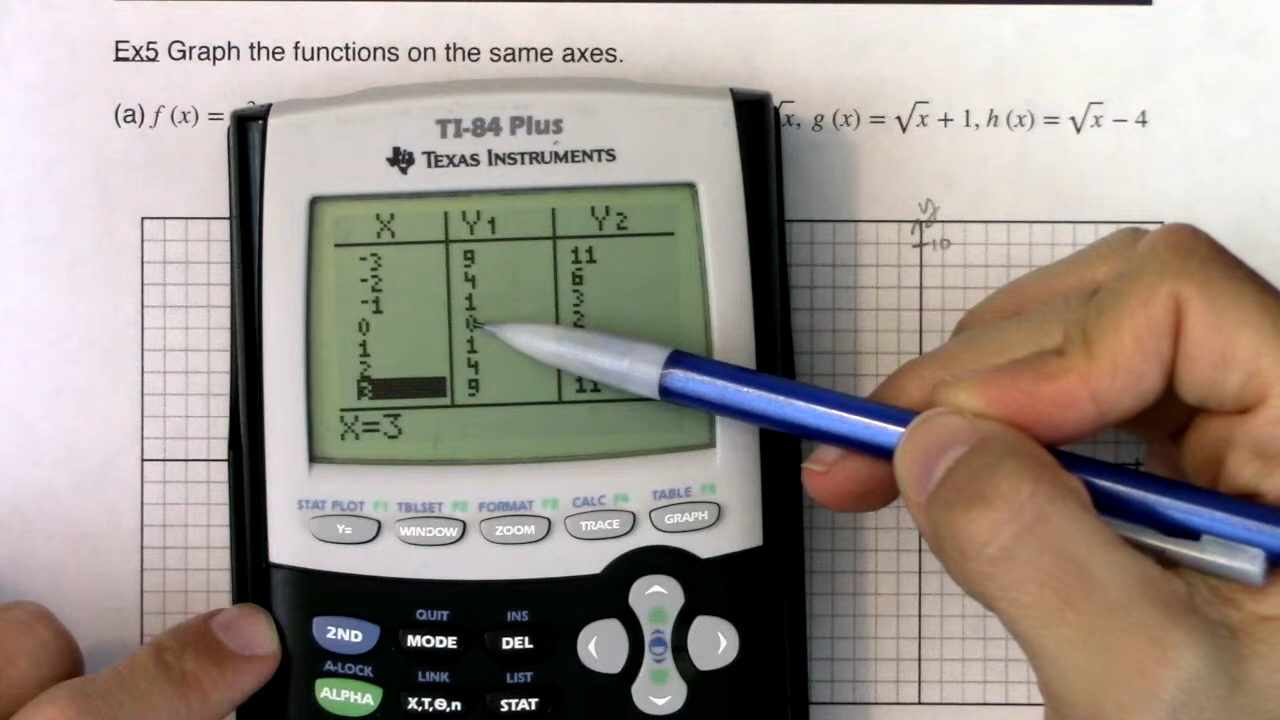 Ex5 Graph the functions on the same axes.
(a) f (x) =
x, g (x) = √x + 1, h (x) = √x − 4
TI-84 Plus
TEXAS INSTRUMENTS
y
10
X Y1 Y2
-3 9 11
-2 4 6
-1 1 3
0 0 2
1 1
2 4
3 9 11
X=3
STAT PLOT F1 TBLSET F2 FORMAT F3 CALC F4 TABLE F5
Y= WINDOW ZOOM TRACE GRAPH
QUIT INS
2ND MODE DEL
A-LOCK LINK LIST
ALPHA X,T,Θ,n STAT